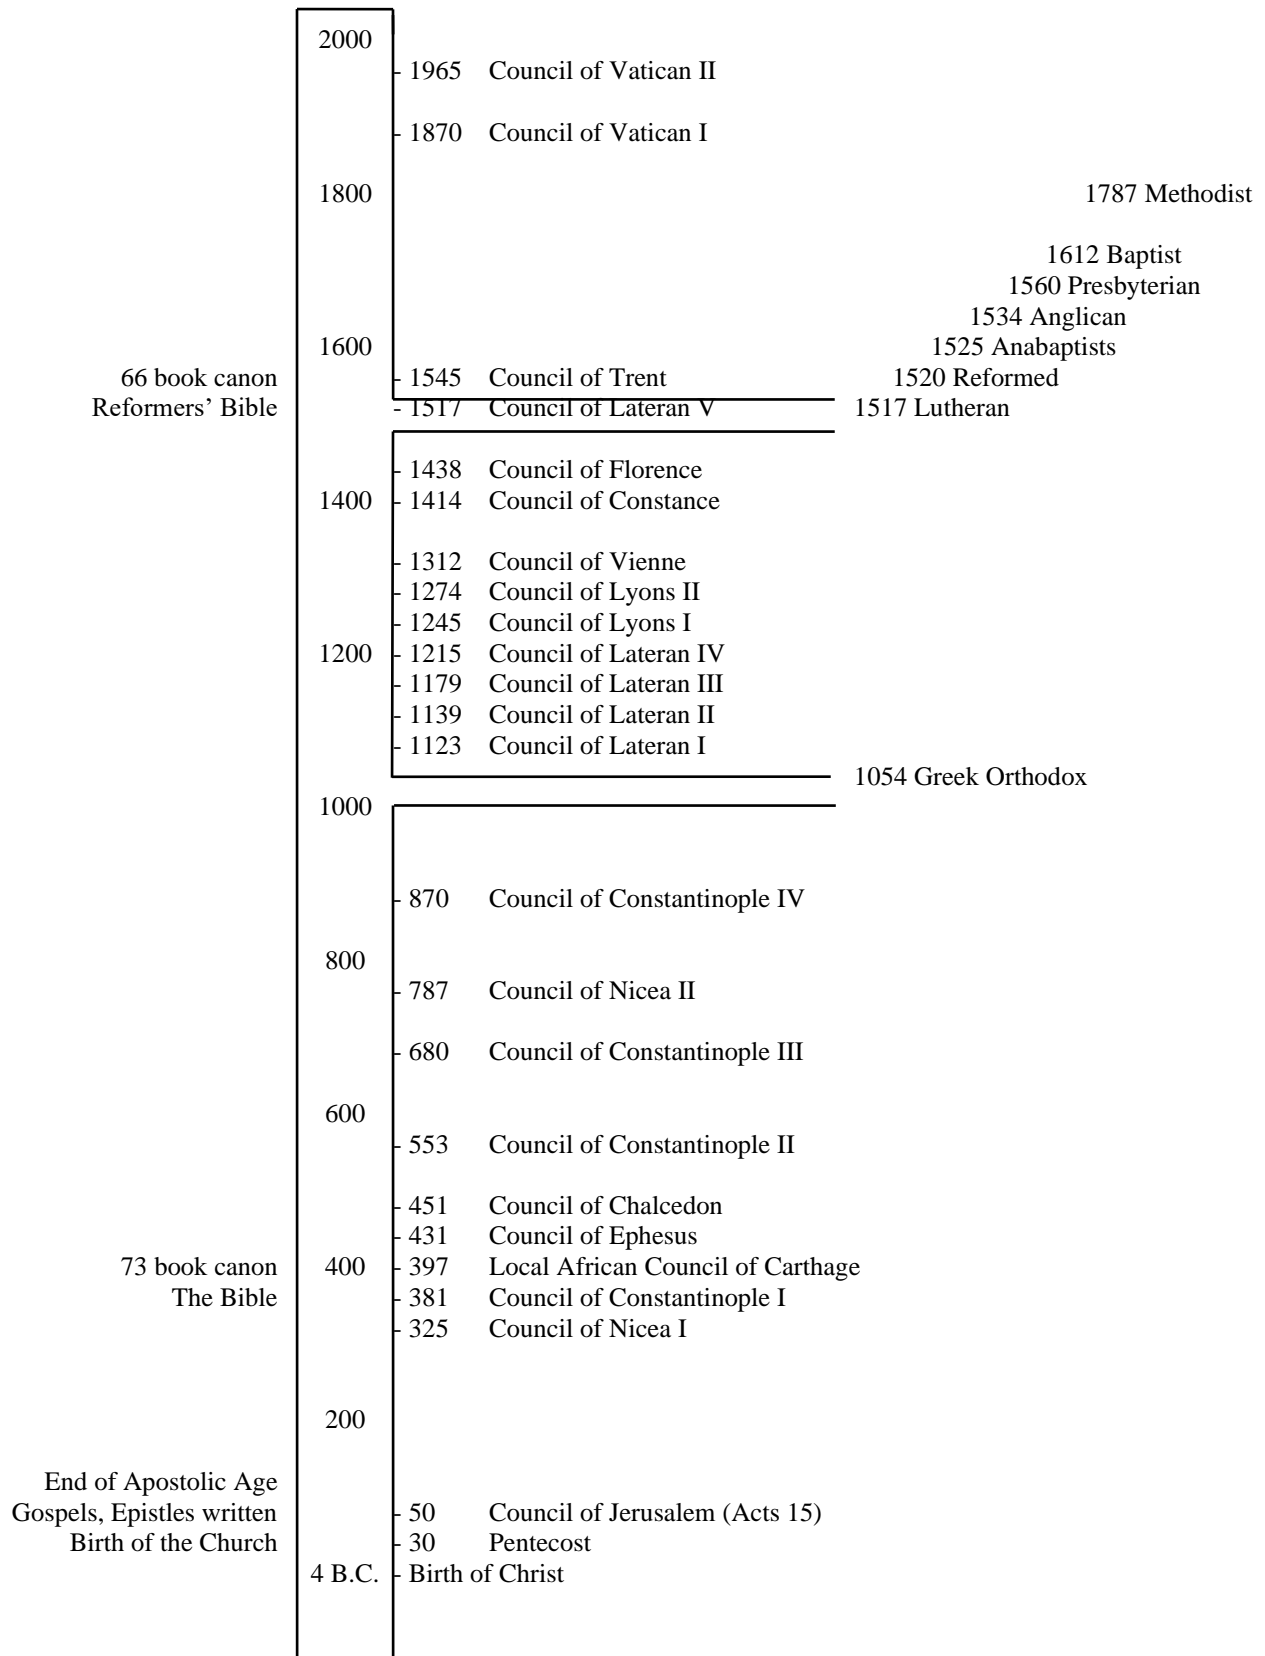 2000
- 1965 Council of Vatican II
- 1870 Council of Vatican I
1800 1787 Methodist
1612 Baptist
1560 Presbyterian
1534 Anglican
1600 1525 Anabaptists
66 book canon - 1545 Council of Trent 1520 Reformed
Reformers’ Bible - 1517 Council of Lateran V 1517 Lutheran
- 1438 Council of Florence
1400 - 1414 Council of Constance
- 1312 Council of Vienne
- 1274 Council of Lyons II
- 1245 Council of Lyons I
1200 - 1215 Council of Lateran IV
- 1179 Council of Lateran III
- 1139 Council of Lateran II
- 1123 Council of Lateran I
1054 Greek Orthodox
1000
- 870 Council of Constantinople IV
800
- 787 Council of Nicea II
- 680 Council of Constantinople III
600
- 553 Council of Constantinople II
- 451 Council of Chalcedon
- 431 Council of Ephesus
73 book canon 400 - 397 Local African Council of Carthage
The Bible - 381 Council of Constantinople I
- 325 Council of Nicea I
200
End of Apostolic Age
Gospels, Epistles written - 50 Council of Jerusalem (Acts 15)
Birth of the Church - 30 Pentecost
4 B.C. - Birth of Christ